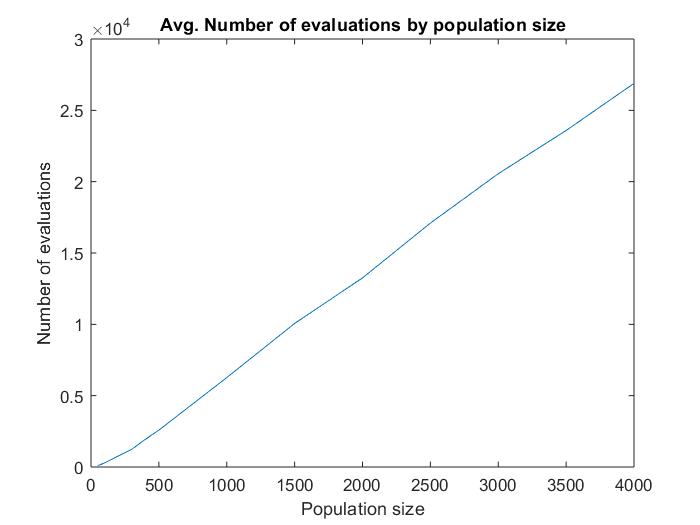 ×10⁴
Avg. Number of evaluations by population size
3
2.5
2
1.5
1
0.5
0
Number of evaluations
0 500 1000 1500 2000 2500 3000 3500 4000
Population size